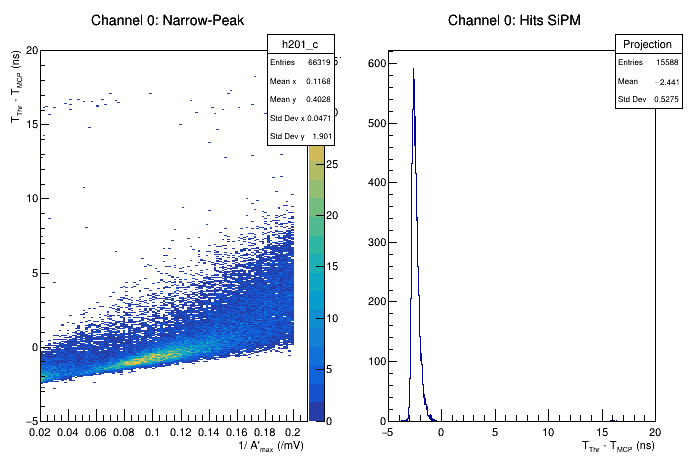 Channel 0: Narrow-Peak
h201_c
Entries 66319
Mean x 0.1168
Mean y 0.4028
Std Dev x 0.0471
Std Dev y 1.901
T_Thr - T_MCP (ns)
20
15
10
5
0
−5
0.02 0.04 0.06 0.08 0.1 0.12 0.14 0.16 0.18 0.2
1/ A'_max (/mV)
25
20
15
10
5
0
Channel 0: Hits SiPM
Projection
Entries 15588
Mean −2.441
Std Dev 0.5275
600
500
400
300
200
100
0
−5 0 5 10 15 20
T_Thr - T_MCP (ns)